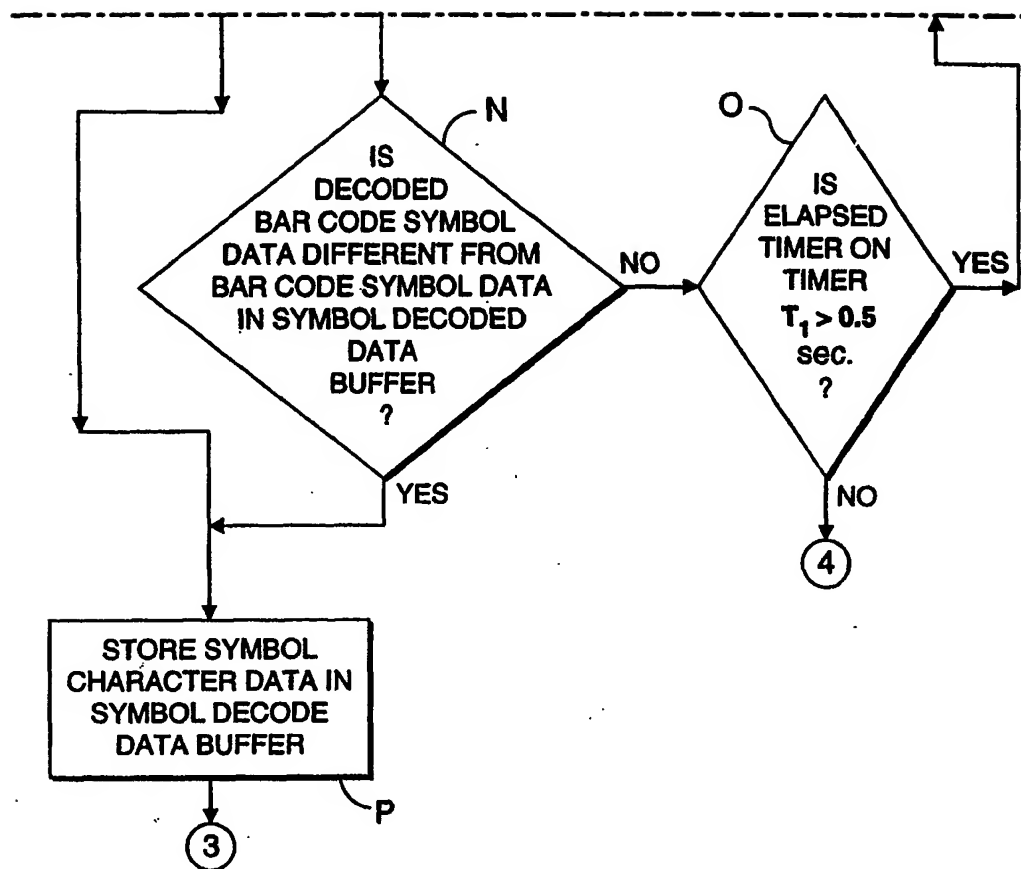 N
IS
DECODED
BAR CODE SYMBOL
DATA DIFFERENT FROM
BAR CODE SYMBOL DATA
IN SYMBOL DECODED
DATA
BUFFER
?
NO
YES
O
IS
ELAPSED
TIMER ON
TIMER
T₁ > 0.5
sec.
?
YES
NO
4
STORE SYMBOL
CHARACTER DATA IN
SYMBOL DECODE
DATA BUFFER
P
3